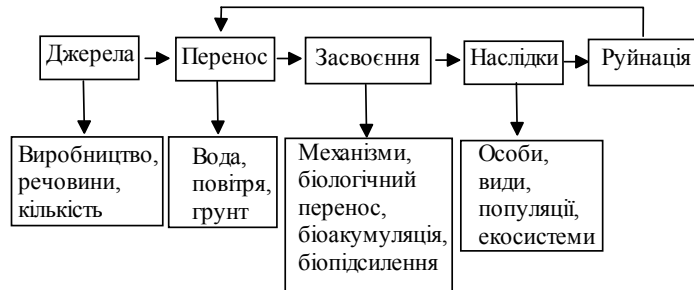 Джерела
Перенос
Засвоєння
Наслідки
Руйнація
Виробництво,
речовини,
кількість
Вода,
повітря,
грунт
Механізми,
біологічний
перенос,
біоакумуляція,
біопідсилення
Особи,
види,
популяції,
екосистеми